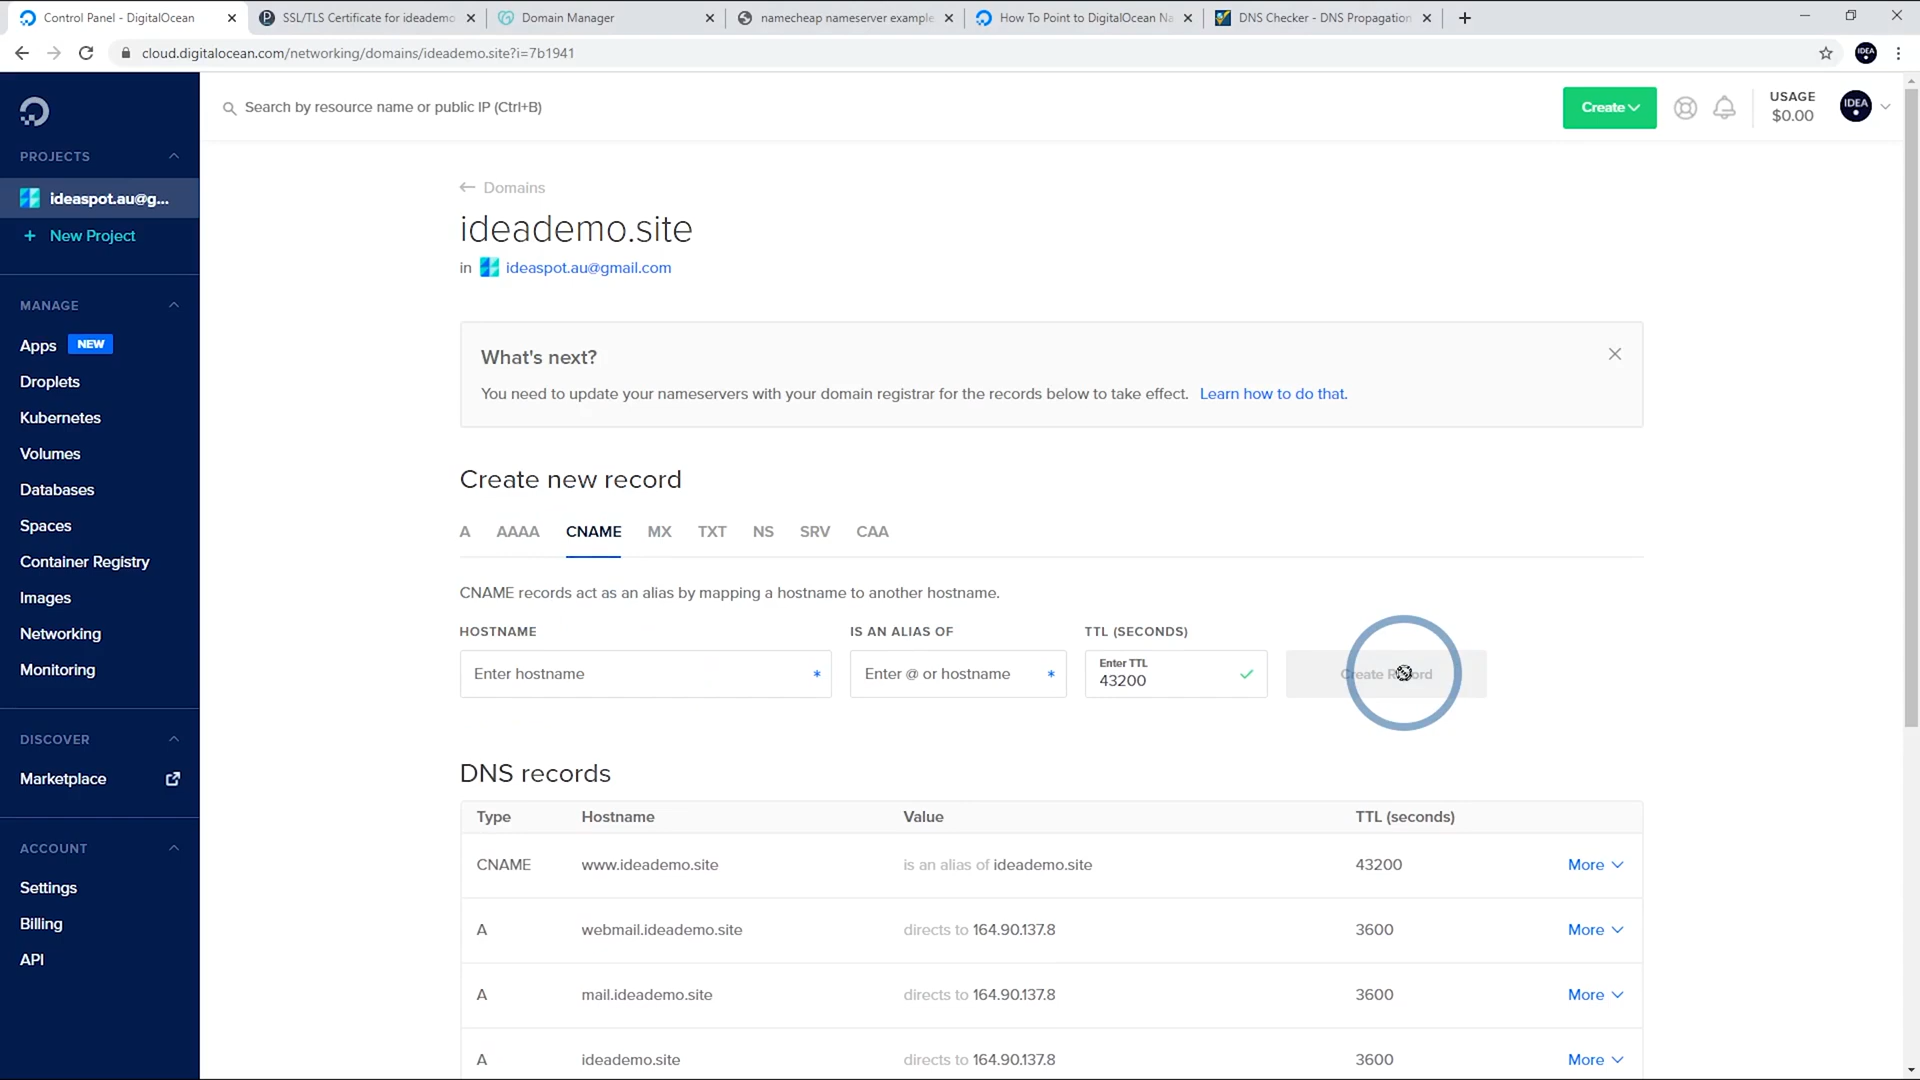 Control Panel - DigitalOcean
SSL/TLS Certificate for ideademo
Domain Manager
namecheap nameserver example
How To Point to DigitalOcean Na
DNS Checker - DNS Propagation
cloud.digitalocean.com/networking/domains/ideademo.site?i=7b1941
IDEA
Search by resource name or public IP (Ctrl+B)
Create
USAGE
$0.00
IDEA
PROJECTS
ideaspot.au@g...
+ New Project
MANAGE
Apps NEW
Droplets
Kubernetes
Volumes
Databases
Spaces
Container Registry
Images
Networking
Monitoring
DISCOVER
Marketplace
ACCOUNT
Settings
Billing
API
← Domains
ideademo.site
in ideaspot.au@gmail.com
What's next?
You need to update your nameservers with your domain registrar for the records below to take effect. Learn how to do that.
Create new record
A AAAA CNAME MX TXT NS SRV CAA
CNAME records act as an alias by mapping a hostname to another hostname.
HOSTNAME IS AN ALIAS OF TTL (SECONDS)
Enter hostname * Enter @ or hostname * Enter TTL
43200
Create Record
DNS records
Type Hostname Value TTL (seconds)
CNAME www.ideademo.site is an alias of ideademo.site 43200 More
A webmail.ideademo.site directs to 164.90.137.8 3600 More
A mail.ideademo.site directs to 164.90.137.8 3600 More
A ideademo.site directs to 164.90.137.8 3600 More